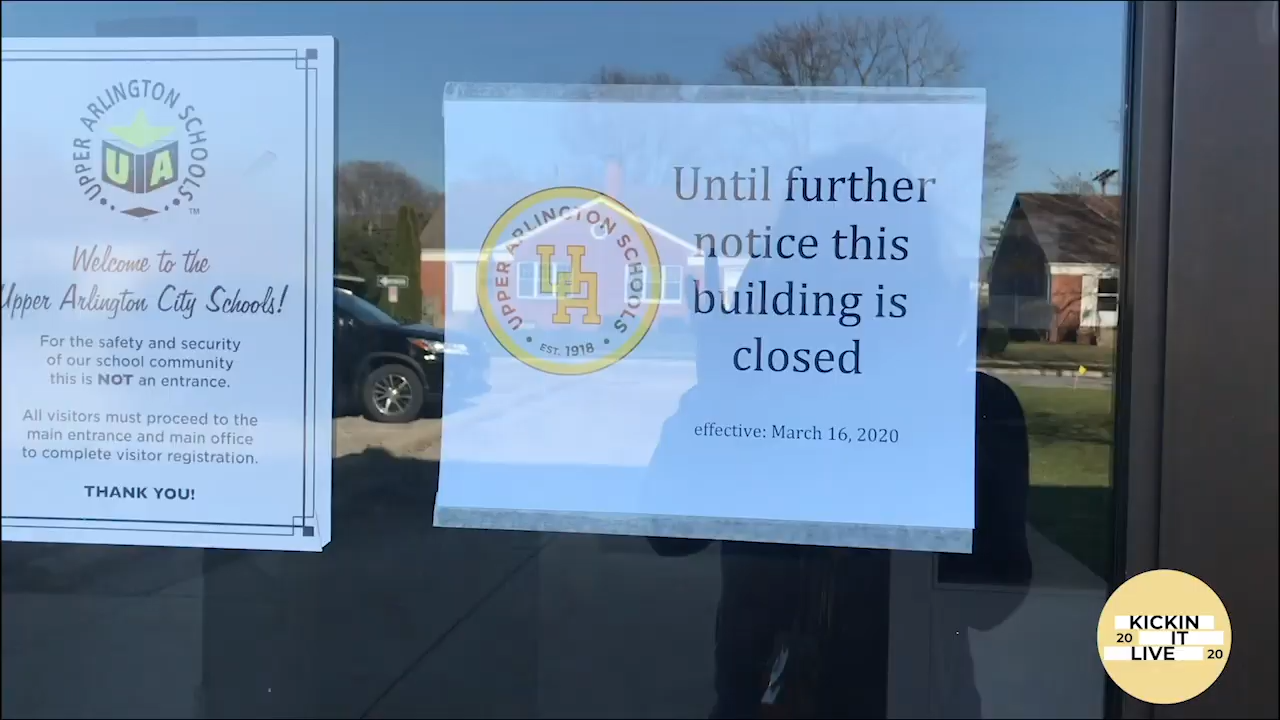 UPPER ARLINGTON SCHOOLS
UA
TM
Welcome to the
Upper Arlington City Schools!
For the safety and security
of our school community
this is NOT an entrance.
All visitors must proceed to the
main entrance and main office
to complete visitor registration.
THANK YOU!
UPPER ARLINGTON SCHOOLS
UA
• EST. 1918 •
Until further
notice this
building is
closed
effective: March 16, 2020
KICKIN
20 IT
LIVE 20